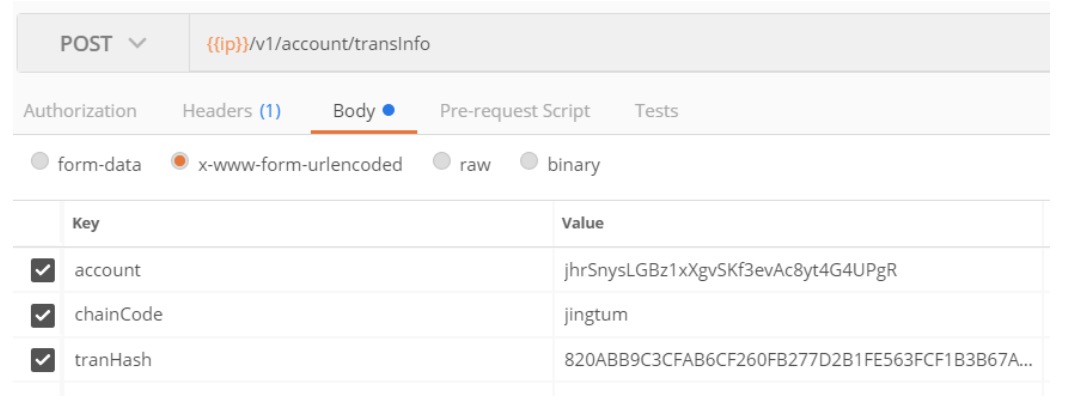 POST {{ip}}/v1/account/transInfo
Authorization Headers (1) Body Pre-request Script Tests
form-data x-www-form-urlencoded raw binary
Key Value
account jhrSnysLGBz1xXgvSKf3evAc8yt4G4UPgR
chainCode jingtum
tranHash 820ABB9C3CFAB6CF260FB277D2B1FE563FCF1B3B67A...